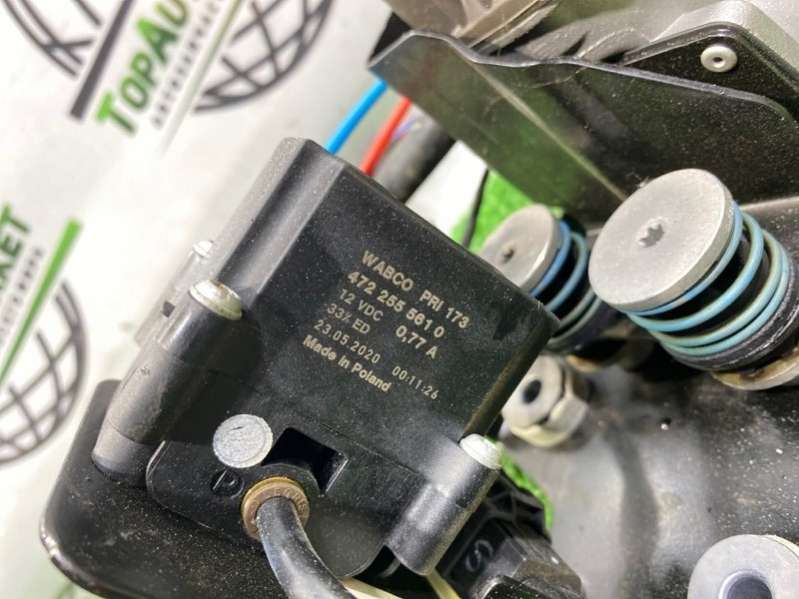 TOPAUTO
WABCO PRI 173
472 255 561 0
12 VDC 0,77 A
33% ED
23.05.2020 00:11:26
Made in Poland